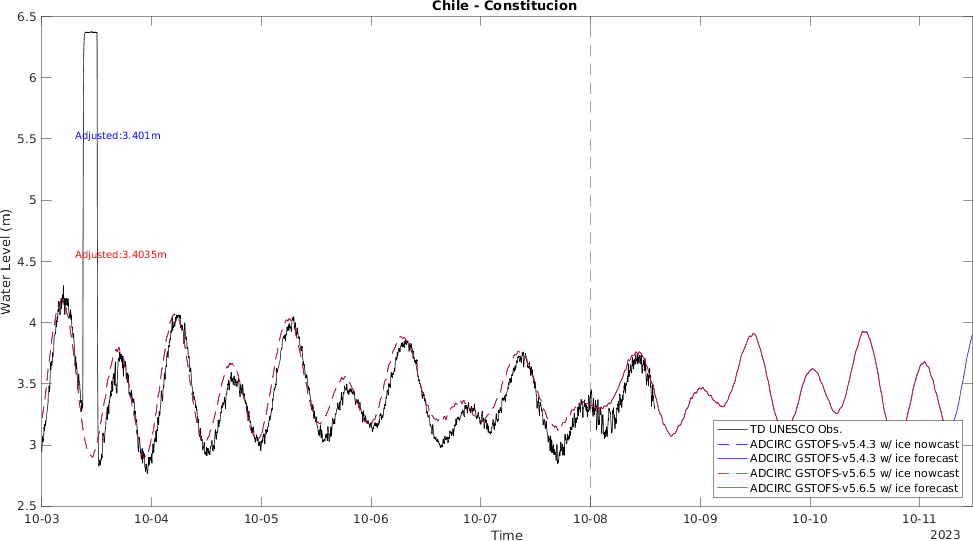 Chile - Constitucion
6.5
6
5.5
5
4.5
4
3.5
3
2.5
Water Level (m)
Adjusted:3.401m
Adjusted:3.4035m
TD UNESCO Obs.
ADCIRC GSTOFS-v5.4.3 w/ ice nowcast
ADCIRC GSTOFS-v5.4.3 w/ ice forecast
ADCIRC GSTOFS-v5.6.5 w/ ice nowcast
ADCIRC GSTOFS-v5.6.5 w/ ice forecast
10-03 10-04 10-05 10-06 10-07 10-08 10-09 10-10 10-11
Time
2023